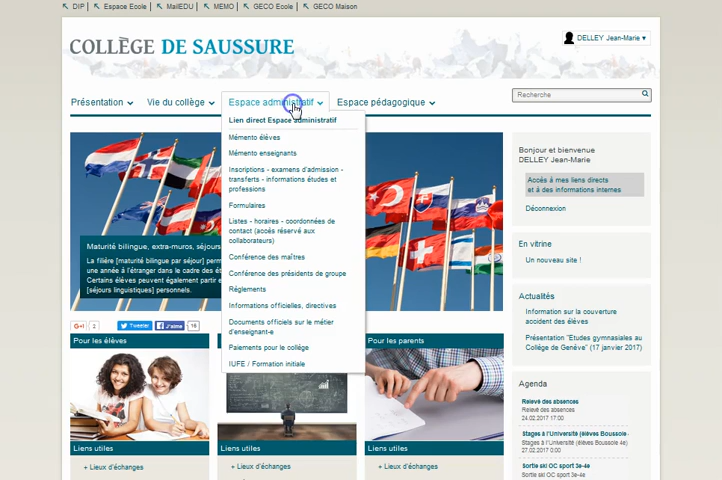 DIP
Espace Ecole
MailEDU
MEMO
GECO Ecole
GECO Maison
COLLÈGE DE SAUSSURE
DELLEY Jean-Marie
Présentation
Vie du collège
Espace administratif
Espace pédagogique
Recherche
Lien direct Espace administratif
Mémento élèves
Mémento enseignants
Inscriptions - examens d'admission -
transferts - informations études et
professions
Formulaires
Listes - horaires - coordonnées de
contact (accès réservé aux
collaborateurs)
Conférence des maîtres
Conférence des présidents de groupe
Règlements
Informations officielles, directives
Documents officiels sur le métier
d'enseignant-e
Paiements pour le collège
IUFE / Formation initiale
Maturité bilingue, extra-muros, séjours
La filière [maturité bilingue par séjour] perm
une année à l'étranger dans le cadre des ét
Certains élèves peuvent également partir e
[séjours linguistiques] personnels.
Bonjour et bienvenue
DELLEY Jean-Marie
Accès à mes liens directs
et à des informations internes
Déconnexion
En vitrine
Un nouveau site !
Actualités
Information sur la couverture
accident des élèves
Présentation "Etudes gymnasiales au
Collège de Genève" (17 janvier 2017)
Agenda
Relevé des absences
Relevé des absences
24.02.2017 17:00
Stages à l'Université (élèves Boussole
Stages à l'Université (élèves Boussole 4e)
27.02.2017 0:00
Sortie ski OC sport 3e-4e
Sortie ski OC sport 3e-4e
G+1 2
Tweeter
J'aime 19
Pour les élèves
Pour les parents
Liens utiles
Liens utiles
Liens utiles
+ Lieux d'échanges
+ Lieux d'échanges
+ Lieux d'échanges